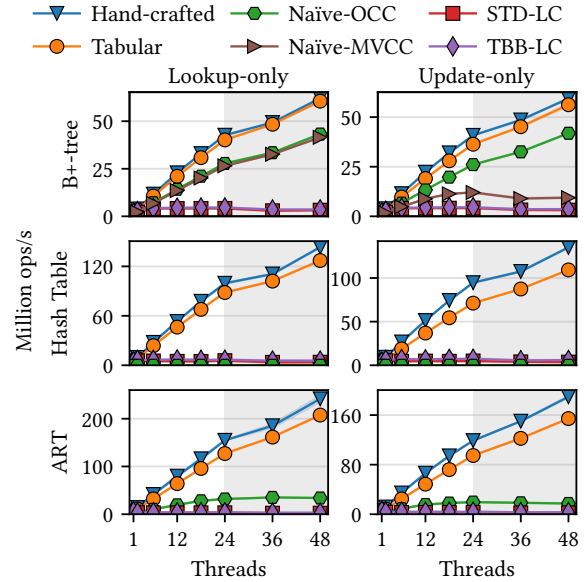 Hand-crafted Naïve-OCC STD-LC
Tabular Naïve-MVCC TBB-LC
Lookup-only Update-only
Million ops/s
B+-tree
50
25
0
50
25
0
Hash Table
120
60
0
100
50
0
ART
200
100
0
160
80
0
1 12 24 36 48 1 12 24 36 48
Threads Threads